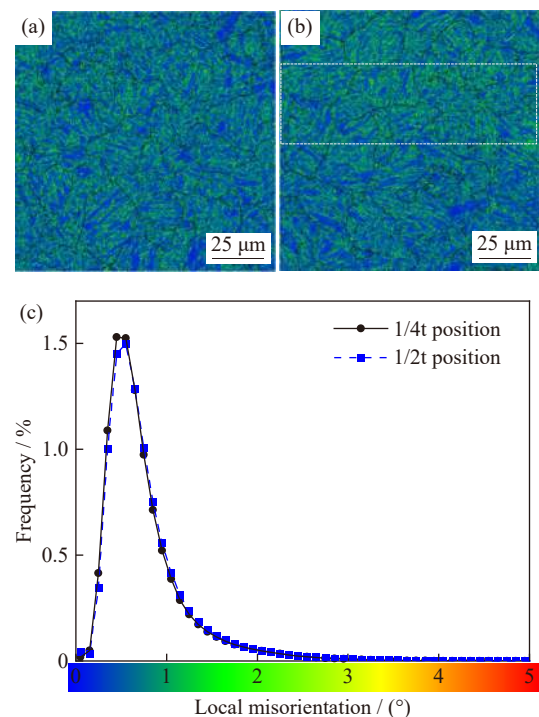 (a)
(b)
25 μm
25 μm
(c)
1.5
1.0
0.5
0
Frequency / %
1/4t position
1/2t position
0 1 2 3 4 5
Local misorientation / (°)